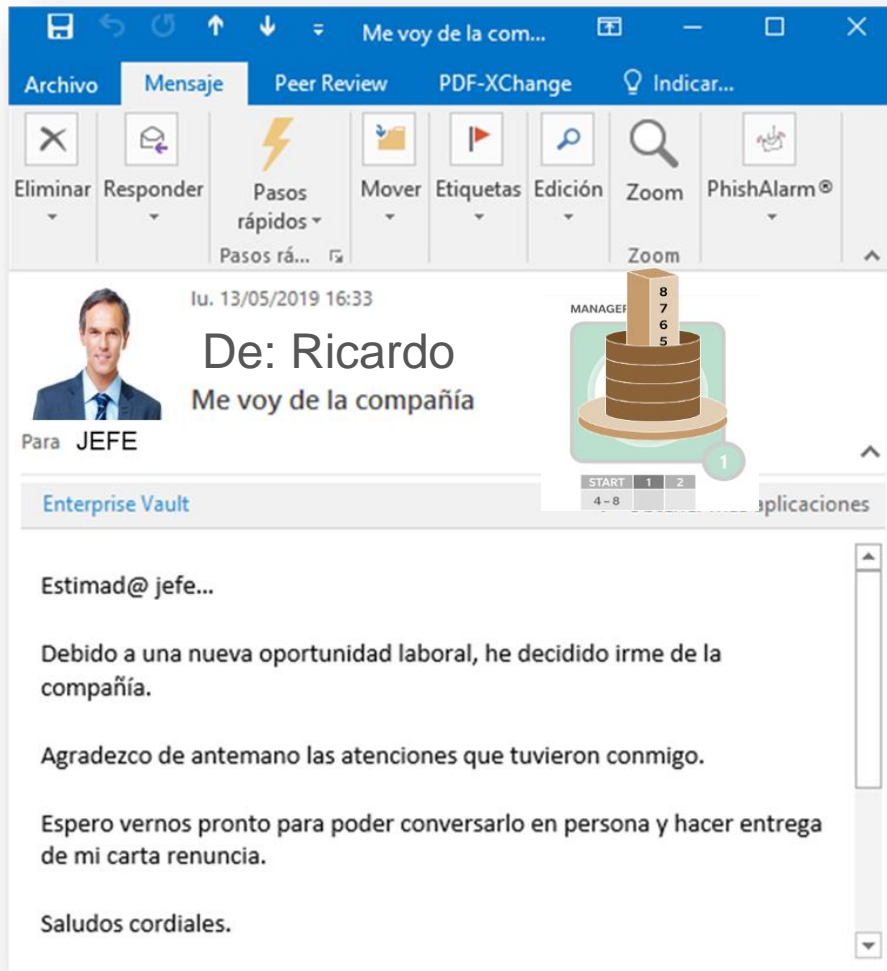 Me voy de la com...
Archivo Mensaje Peer Review PDF-XChange Indicar...
Eliminar Responder Pasos rápidos Mover Etiquetas Edición Zoom PhishAlarm®
Pasos rá... Zoom
lu. 13/05/2019 16:33
De: Ricardo
Me voy de la compañía
Para JEFE
MANAGER
8
7
6
5
1
START 1 2
4-8
Enterprise Vault aplicaciones
Estimad@ jefe...
Debido a una nueva oportunidad laboral, he decidido irme de la
compañía.
Agradezco de antemano las atenciones que tuvieron conmigo.
Espero vernos pronto para poder conversarlo en persona y hacer entrega
de mi carta renuncia.
Saludos cordiales.